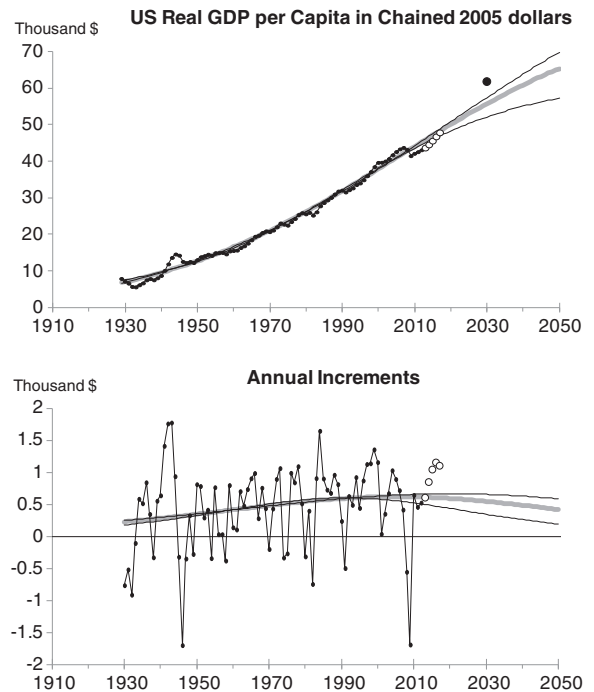 US Real GDP per Capita in Chained 2005 dollars
Thousand $
70
60
50
40
30
20
10
0
1910 1930 1950 1970 1990 2010 2030 2050
Annual Increments
Thousand $
2
1.5
1
0.5
0
-0.5
-1
-1.5
-2
1910 1930 1950 1970 1990 2010 2030 2050